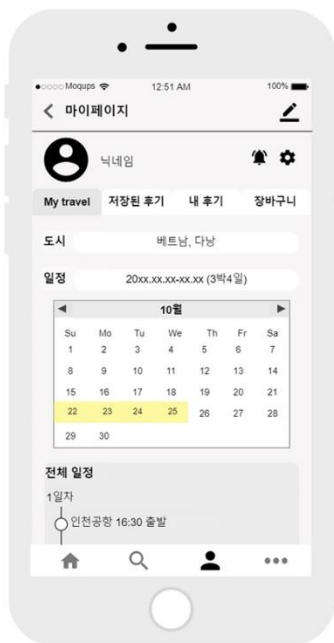 Moqups 12:51 AM 100%
마이페이지
닉네임
My travel 저장된 후기 내 후기 장바구니
도시 베트남, 다낭
일정 20xx.xx.xx-xx.xx (3박4일)
10월
Su Mo Tu We Th Fr Sa
1 2 3 4 5 6 7
8 9 10 11 12 13 14
15 16 17 18 19 20 21
22 23 24 25 26 27 28
29 30
전체 일정
1일차
인천공항 16:30 출발